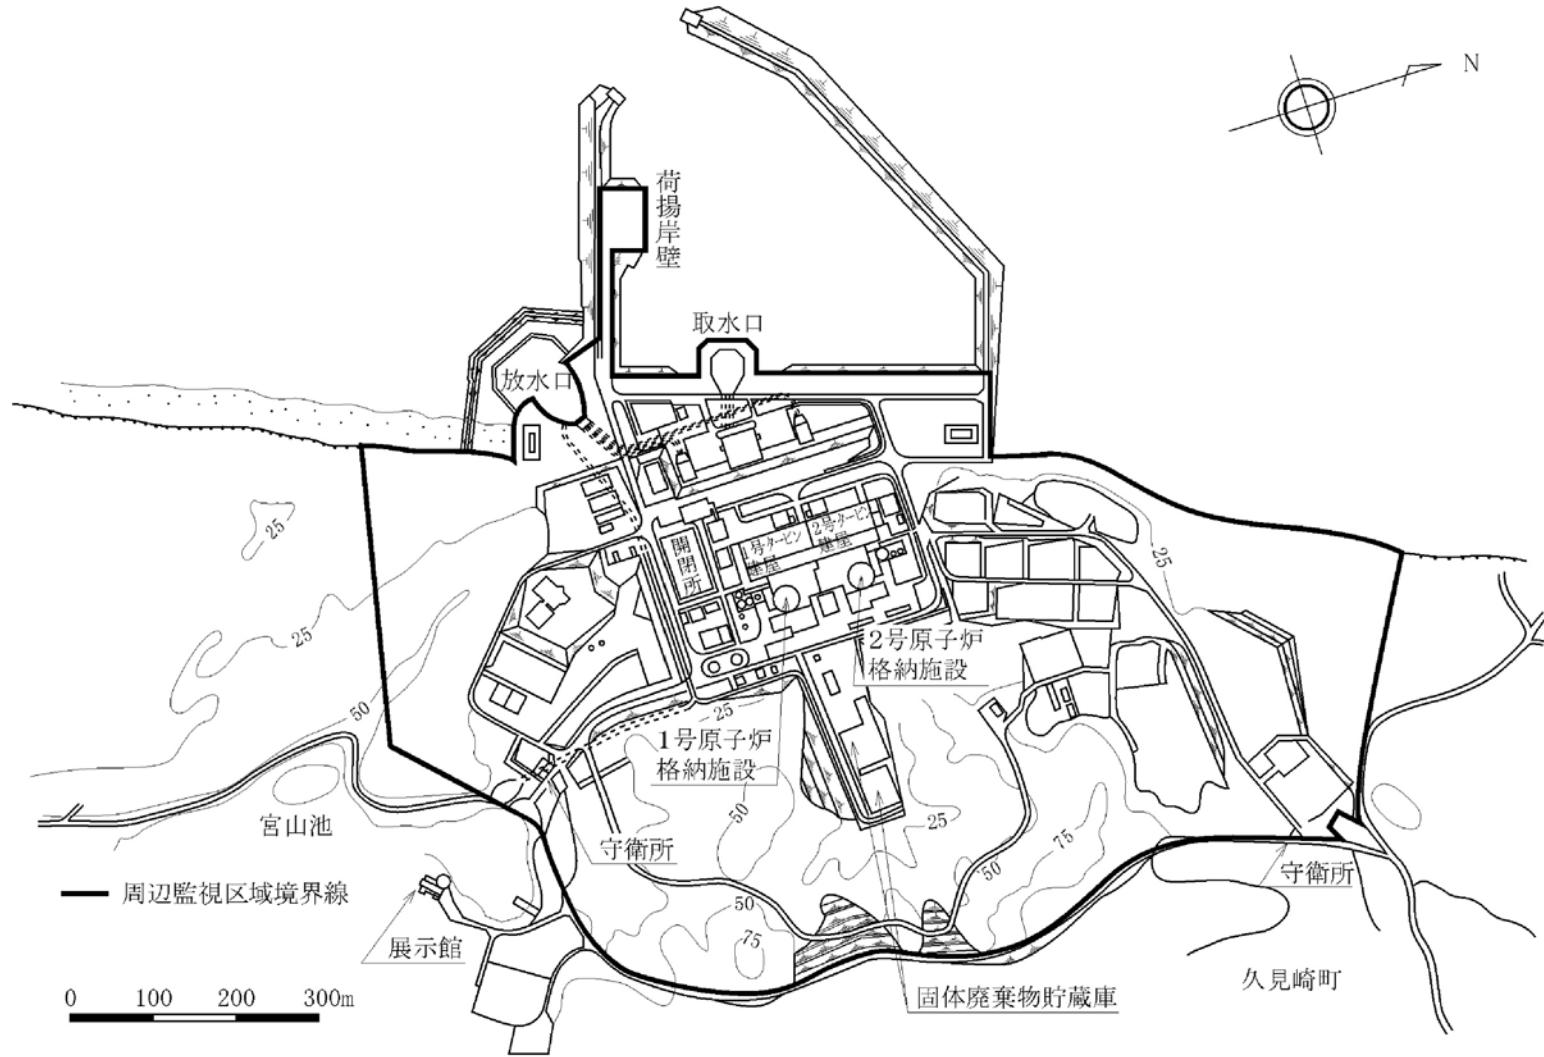 N
荷揚岸壁
取水口
放水口
25
開閉所
1号タービン
建屋
2号タービン
建屋
25
25
2号原子炉
格納施設
50
25
1号原子炉
格納施設
50
25
75
宮山池
守衛所
50
守衛所
周辺監視区域境界線
50
75
展示館
久見崎町
固体廃棄物貯蔵庫
0 100 200 300m